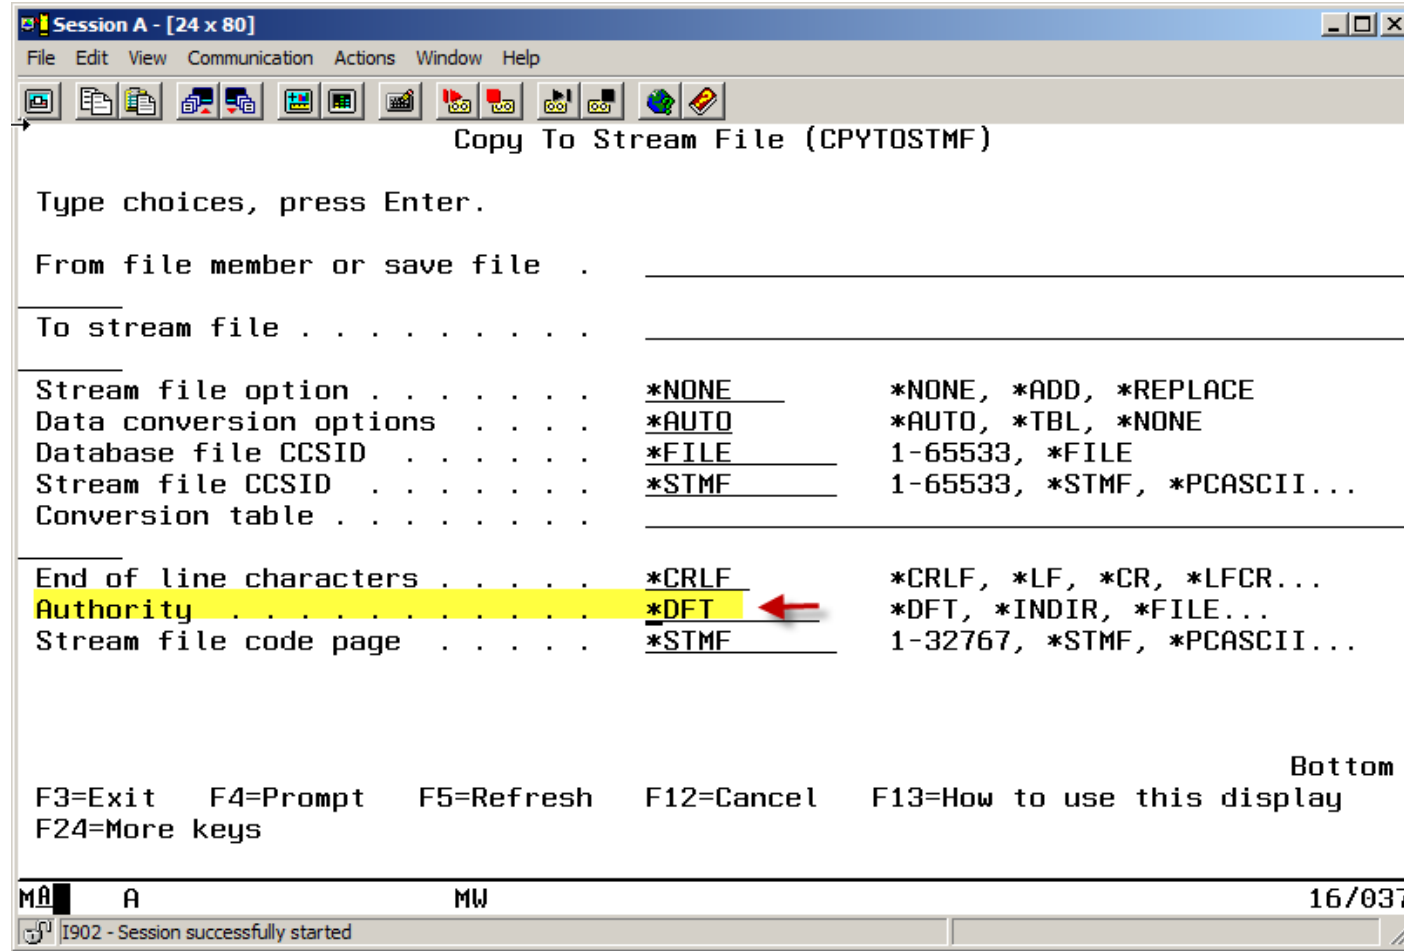 Session A - [24 x 80]
File Edit View Communication Actions Window Help
Copy To Stream File (CPYTOSTMF)
Type choices, press Enter.
From file member or save file .
To stream file . . . . . . . . .
Stream file option . . . . . . . *NONE *NONE, *ADD, *REPLACE
Data conversion options . . . . *AUTO *AUTO, *TBL, *NONE
Database file CCSID . . . . . . *FILE 1-65533, *FILE
Stream file CCSID . . . . . . . *STMF 1-65533, *STMF, *PCASCII...
Conversion table . . . . . . . .
End of line characters . . . . . *CRLF *CRLF, *LF, *CR, *LFCR...
Authority . . . . . . . . . . . *DFT *DFT, *INDIR, *FILE...
Stream file code page . . . . . *STMF 1-32767, *STMF, *PCASCII...
Bottom
F3=Exit F4=Prompt F5=Refresh F12=Cancel F13=How to use this display
F24=More keys
MA A MW 16/037
I902 - Session successfully started